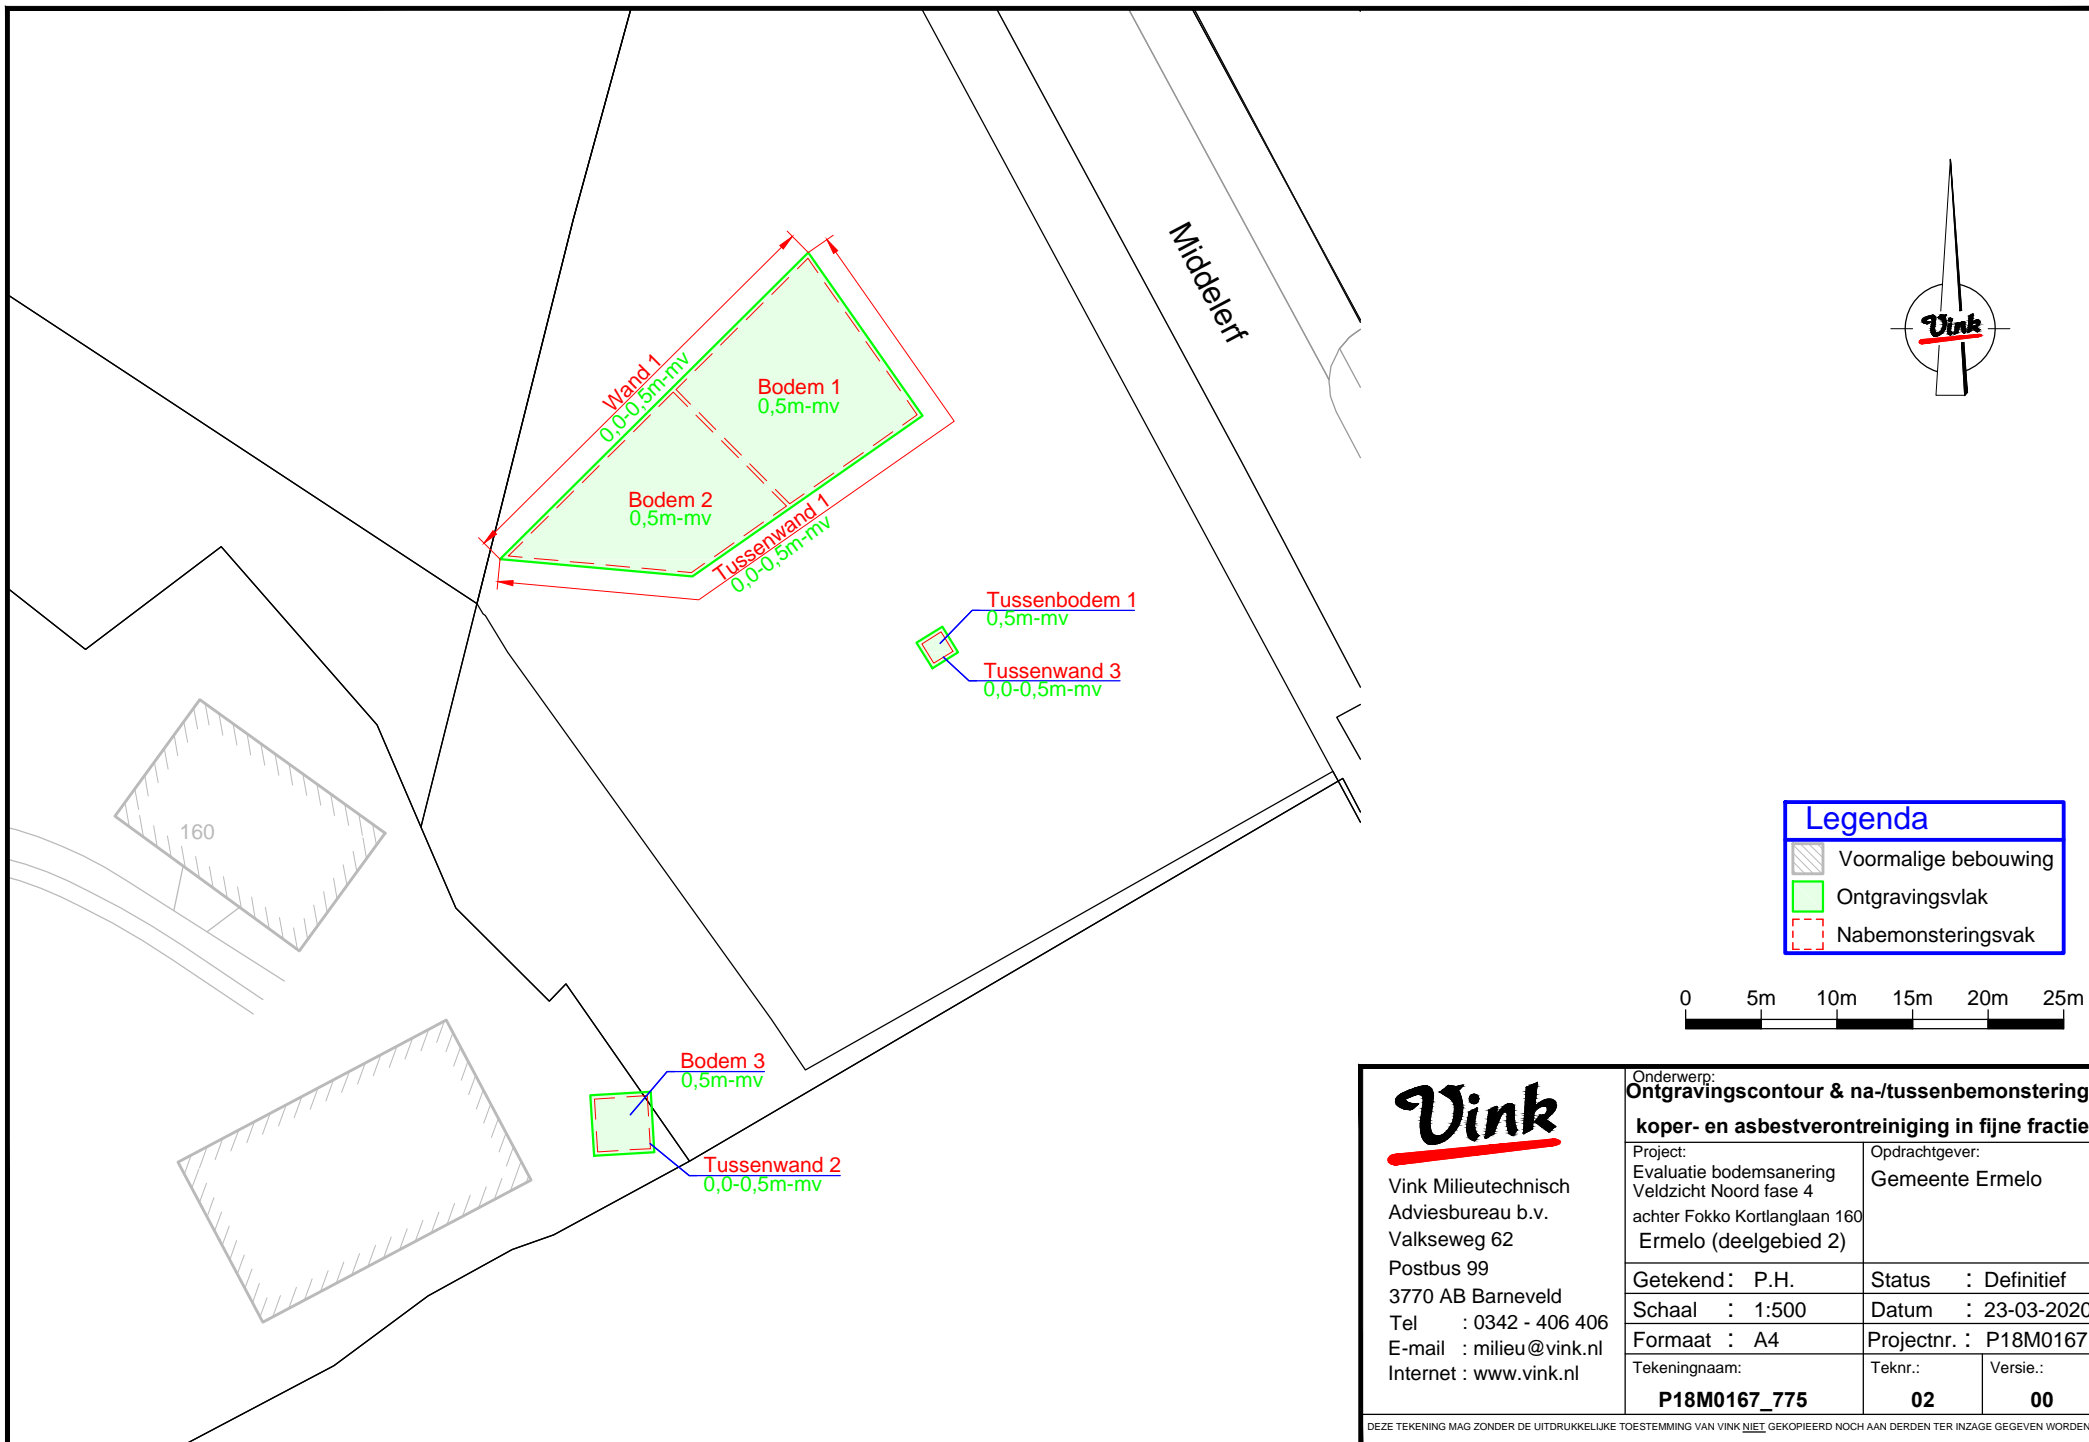 Middelerf
Vink
Wand 1
0,0-0,5m-mv
Bodem 1
0,5m-mv
Bodem 2
0,5m-mv
Tussenwand 1
0,0-0,5m-mv
Tussenbodem 1
0,5m-mv
Tussenwand 3
0,0-0,5m-mv
160
Bodem 3
0,5m-mv
Tussenwand 2
0,0-0,5m-mv
Legenda
Voormalige bebouwing
Ontgravingsvlak
Nabemonsteringsvak
0 5m 10m 15m 20m 25m
Vink
Vink Milieutechnisch
Adviesbureau b.v.
Valkseweg 62
Postbus 99
3770 AB Barneveld
Tel : 0342 - 406 406
E-mail : milieu@vink.nl
Internet : www.vink.nl
Onderwerp:
Ontgravingscontour & na-/tussenbemonstering
koper- en asbestverontreiniging in fijne fractie
Project:
Evaluatie bodemsanering
Veldzicht Noord fase 4
achter Fokko Kortlanglaan 160
Ermelo (deelgebied 2)
Opdrachtgever:
Gemeente Ermelo
Getekend : P.H.
Status : Definitief
Schaal : 1:500
Datum : 23-03-2020
Formaat : A4
Projectnr. : P18M0167
Tekeningnaam:
P18M0167_775
Teknr.:
02
Versie.:
00
DEZE TEKENING MAG ZONDER DE UITDRUKKELIJKE TOESTEMMING VAN VINK NIET GEKOPIEERD NOCH AAN DERDEN TER INZAGE GEGEVEN WORDEN